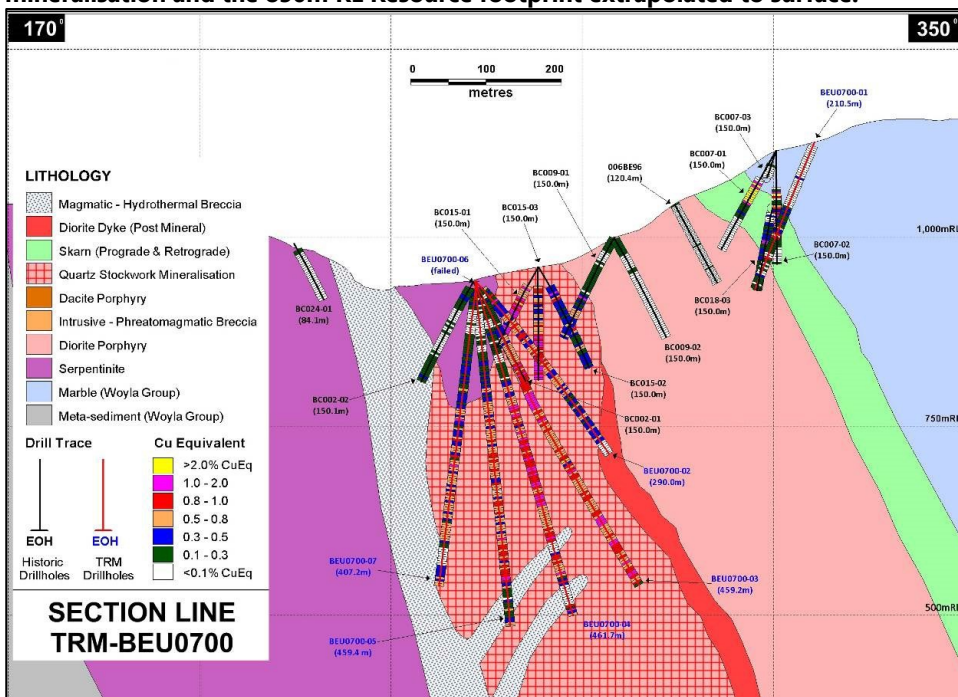 mineralisation and the 650m RL Resource footprint extrapolated to surface.
170°
350°
0 100 200
metres
BEU0700-01
(210.5m)
BC007-03
(150.0m)
BC007-01
(150.0m)
006BE96
(120.4m)
BC009-01
(150.0m)
BC015-03
(150.0m)
BC015-01
(150.0m)
BEU0700-06
(failed)
1,000mRL
BC007-02
(150.0m)
BC018-03
(150.0m)
BC024-01
(84.1m)
BC009-02
(150.0m)
BC015-02
(150.0m)
BC002-02
(150.1m)
BC002-01
(150.0m)
750mRL
BEU0700-02
(290.0m)
BEU0700-07
(407.2m)
BEU0700-03
(459.2m)
500mRL
BEU0700-04
(461.7m)
BEU0700-05
(459.4 m)
LITHOLOGY
Magmatic - Hydrothermal Breccia
Diorite Dyke (Post Mineral)
Skarn (Prograde & Retrograde)
Quartz Stockwork Mineralisation
Dacite Porphyry
Intrusive - Phreatomagmatic Breccia
Diorite Porphyry
Serpentinite
Marble (Woyla Group)
Meta-sediment (Woyla Group)
Drill Trace
Cu Equivalent
EOH
EOH
Historic
Drillholes
TRM
Drillholes
>2.0% CuEq
1.0 - 2.0
0.8 - 1.0
0.5 - 0.8
0.3 - 0.5
0.1 - 0.3
<0.1% CuEq
SECTION LINE
TRM-BEU0700